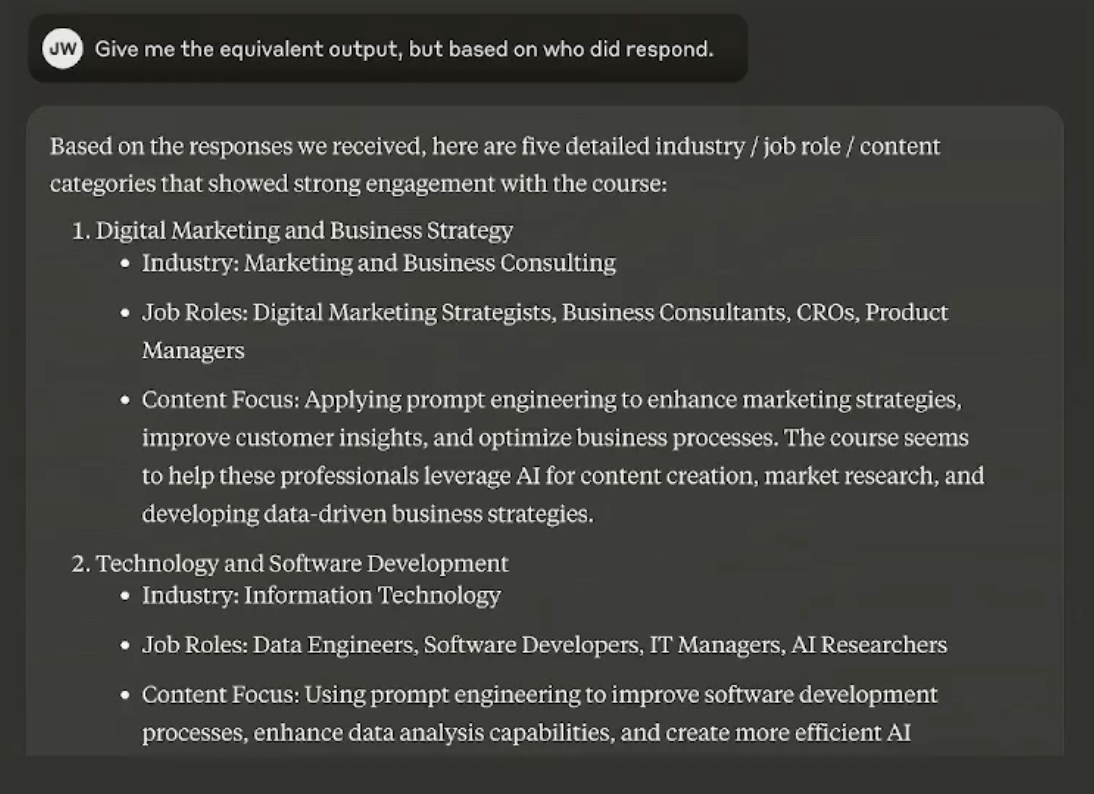 JW Give me the equivalent output, but based on who did respond.
Based on the responses we received, here are five detailed industry / job role / content
categories that showed strong engagement with the course:
1. Digital Marketing and Business Strategy
• Industry: Marketing and Business Consulting
• Job Roles: Digital Marketing Strategists, Business Consultants, CROs, Product
Managers
• Content Focus: Applying prompt engineering to enhance marketing strategies,
improve customer insights, and optimize business processes. The course seems
to help these professionals leverage AI for content creation, market research, and
developing data-driven business strategies.
2. Technology and Software Development
• Industry: Information Technology
• Job Roles: Data Engineers, Software Developers, IT Managers, AI Researchers
• Content Focus: Using prompt engineering to improve software development
processes, enhance data analysis capabilities, and create more efficient AI